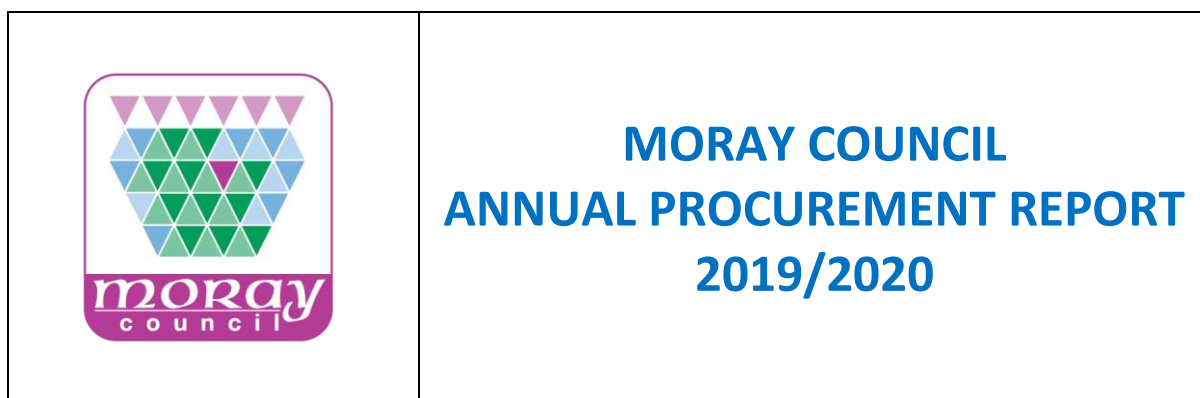 moray
council
MORAY COUNCIL
ANNUAL PROCUREMENT REPORT
2019/2020